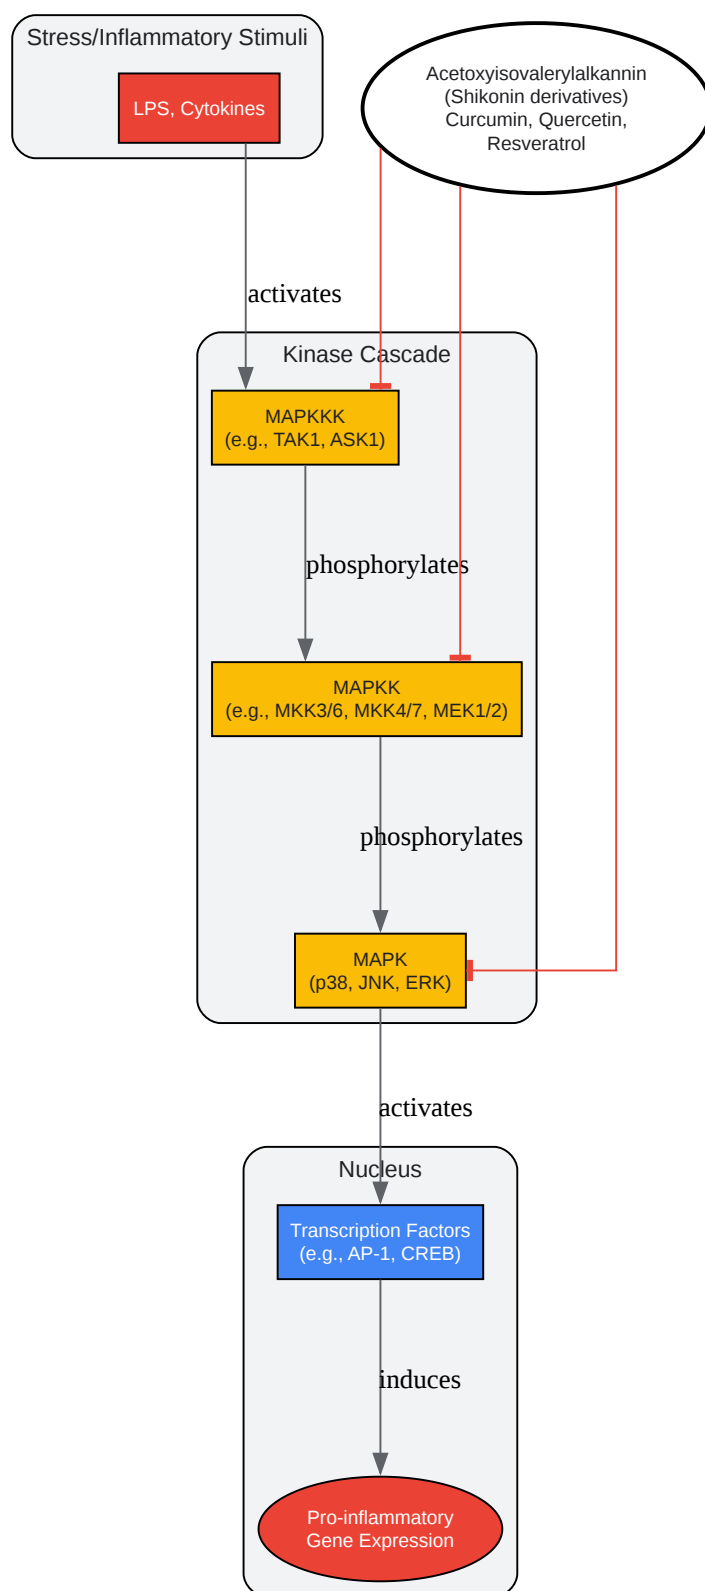 Stress/Inflammatory Stimuli
LPS, Cytokines
Acetoxyisovalerylalkannin
(Shikonin derivatives)
Curcumin, Quercetin,
Resveratrol
activates
Kinase Cascade
MAPKKK
(e.g., TAK1, ASK1)
phosphorylates
MAPKK
(e.g., MKK3/6, MKK4/7, MEK1/2)
phosphorylates
MAPK
(p38, JNK, ERK)
activates
Nucleus
Transcription Factors
(e.g., AP-1, CREB)
induces
Pro-inflammatory
Gene Expression